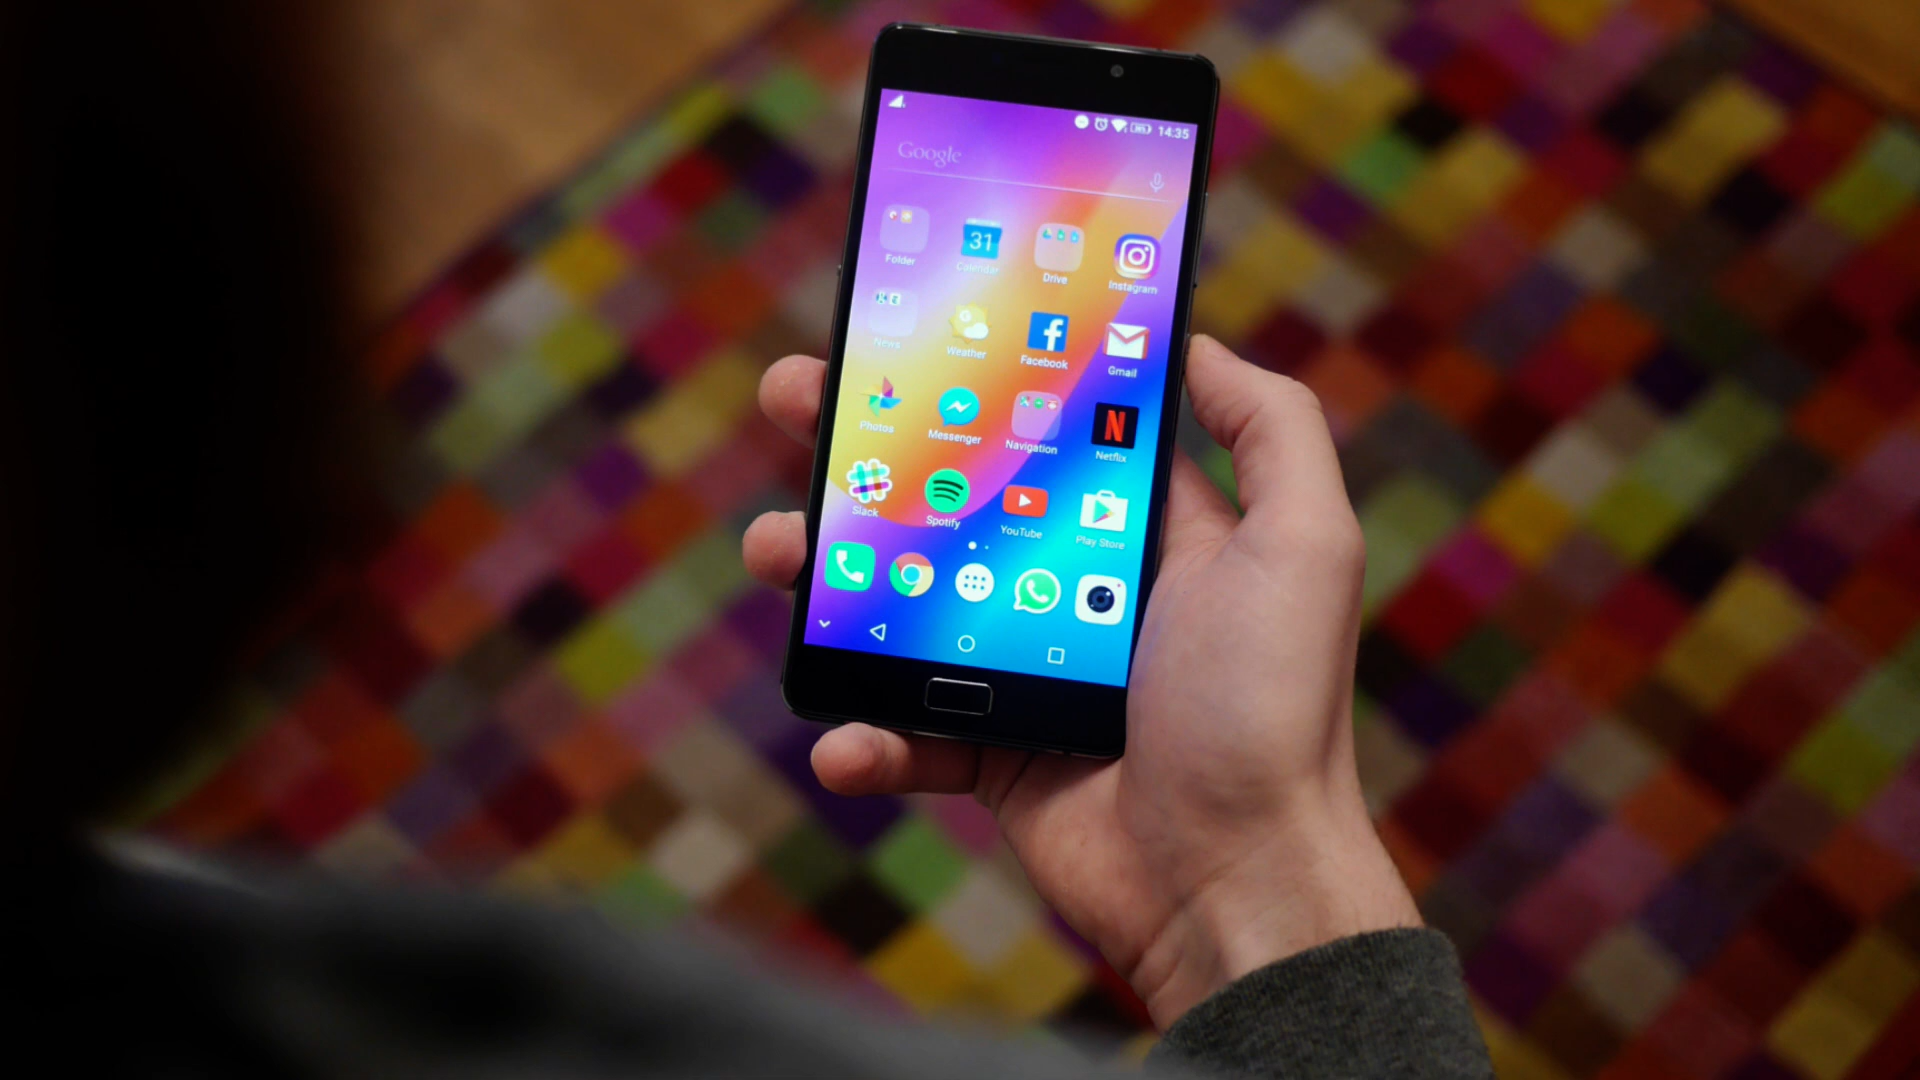 14:35
Google
Folder
Calendar
31
Drive
Instagram
News
Weather
Facebook
Gmail
Photos
Messenger
Navigation
Netflix
Slack
Spotify
YouTube
Play Store